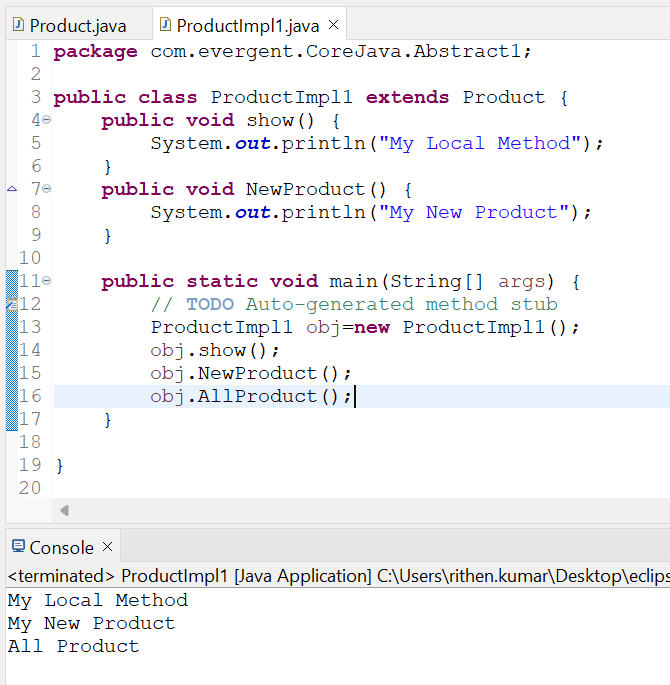 Product.java ProductImpl1.java
1 package com.evergent.CoreJava.Abstract1;
2
3 public class ProductImpl1 extends Product {
4 public void show() {
5 System.out.println("My Local Method");
6 }
7 public void NewProduct() {
8 System.out.println("My New Product");
9 }
10
11 public static void main(String[] args) {
12 // TODO Auto-generated method stub
13 ProductImpl1 obj=new ProductImpl1();
14 obj.show();
15 obj.NewProduct();
16 obj.AllProduct();
17 }
18
19 }
20
Console
<terminated> ProductImpl1 [Java Application] C:\Users\rithen.kumar\Desktop\eclips
My Local Method
My New Product
All Product